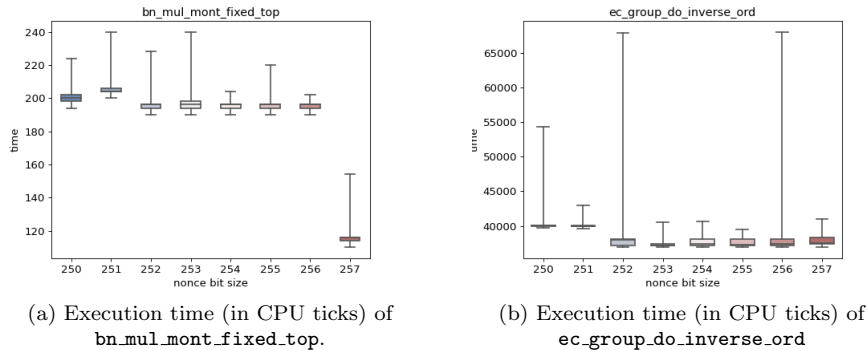 bn_mul_mont_fixed_top
240
220
200
180
160
140
120
time
250 251 252 253 254 255 256 257
nonce bit size
(a) Execution time (in CPU ticks) of
bn_mul_mont_fixed_top.
ec_group_do_inverse_ord
65000
60000
55000
50000
45000
40000
250 251 252 253 254 255 256 257
nonce bit size
(b) Execution time (in CPU ticks) of
ec_group_do_inverse_ord